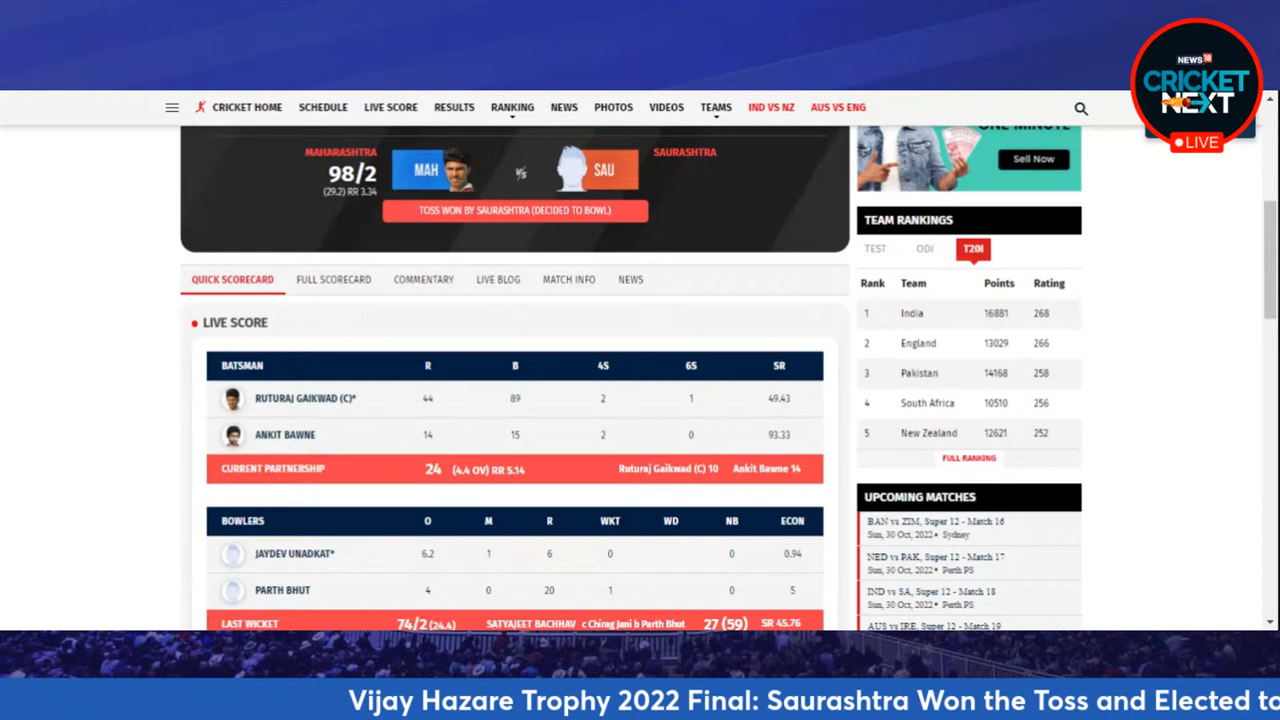 NEWS18
CRICKET
NEXT
LIVE
CRICKET HOME SCHEDULE LIVE SCORE RESULTS RANKING NEWS PHOTOS VIDEOS TEAMS IND VS NZ AUS VS ENG
MAHARASHTRA
98/2
(29.2) RR 3.34
MAH
V/S
SAU
SAURASHTRA
TOSS WON BY SAURASHTRA (DECIDED TO BOWL)
ONE MINUTE
Sell Now
QUICK SCORECARD FULL SCORECARD COMMENTARY LIVE BLOG MATCH INFO NEWS
LIVE SCORE
BATSMAN R B 4S 6S SR
RUTURAJ GAIKWAD (C)* 44 89 2 1 49.43
ANKIT BAWNE 14 15 2 0 93.33
CURRENT PARTNERSHIP 24 (4.4 OV) RR 5.14 Ruturaj Gaikwad (C) 10 Ankit Bawne 14
BOWLERS O M R WKT WD NB ECON
JAYDEV UNADKAT* 6.2 1 6 0 0 0.94
PARTH BHUT 4 0 20 1 0 5
LAST WICKET 74/2 (24.4) SATYAJEET BACHHAV c Chirag Jani b Parth Bhut 27 (59) SR 45.76
TEAM RANKINGS
TEST ODI T20I
Rank Team Points Rating
1 India 16881 268
2 England 13029 266
3 Pakistan 14168 258
4 South Africa 10510 256
5 New Zealand 12621 252
FULL RANKING
UPCOMING MATCHES
BAN vs ZIM, Super 12 - Match 16
Sun, 30 Oct, 2022 • Sydney
NED vs PAK, Super 12 - Match 17
Sun, 30 Oct, 2022 • Perth PS
IND vs SA, Super 12 - Match 18
Sun, 30 Oct, 2022 • Perth PS
AUS vs IRE, Super 12 - Match 19
Vijay Hazare Trophy 2022 Final: Saurashtra Won the Toss and Elected to